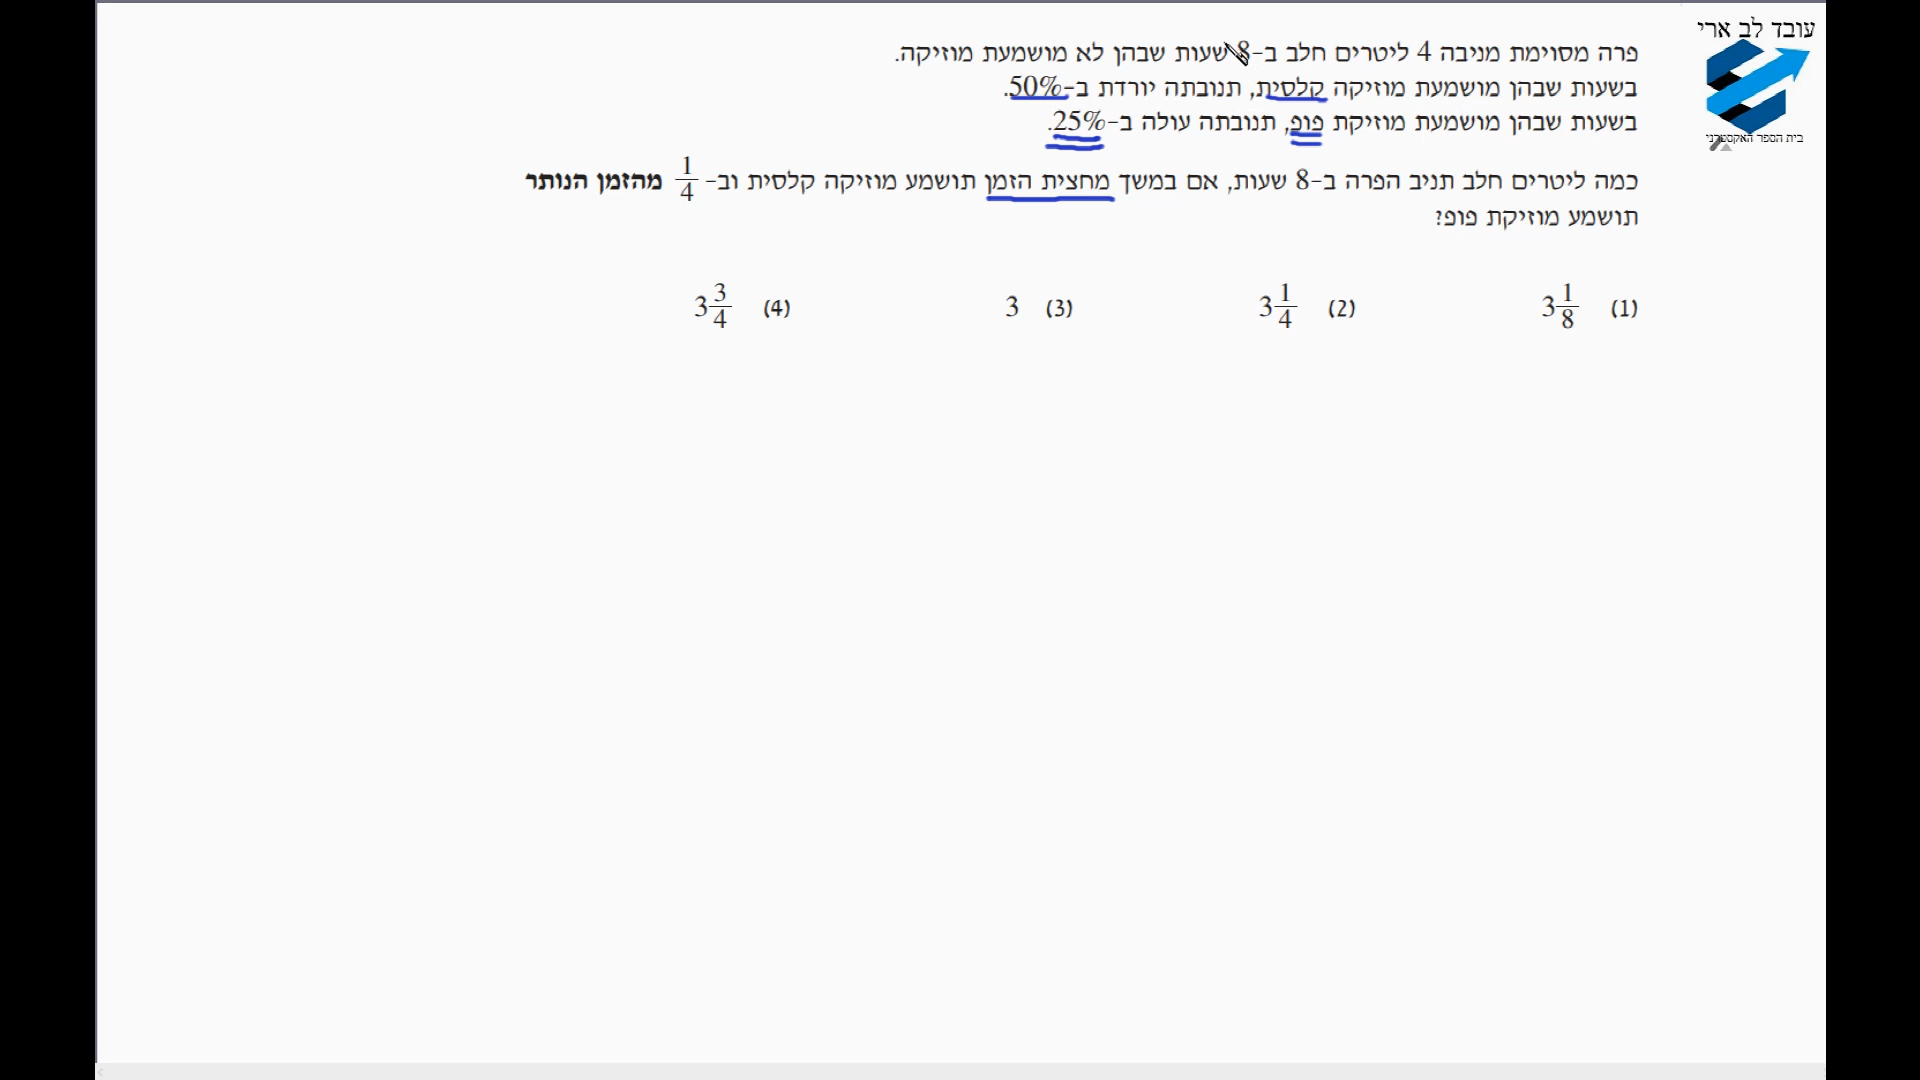 עובד לב ארי
בית הספר האקסטרני
פרה מסוימת מניבה 4 ליטרים חלב ב-8 שעות שבהן לא מושמעת מוזיקה.
בשעות שבהן מושמעת מוזיקה קלסית, תנובתה יורדת ב-50%.
בשעות שבהן מושמעת מוזיקת פופ, תנובתה עולה ב-25%.
כמה ליטרים חלב תניב הפרה ב-8 שעות, אם במשך מחצית הזמן תושמע מוזיקה קלסית וב- 1/4 מהזמן הנותר
תושמע מוזיקת פופ?
(1) 3 1/8 (2) 3 1/4 (3) 3 (4) 3 3/4